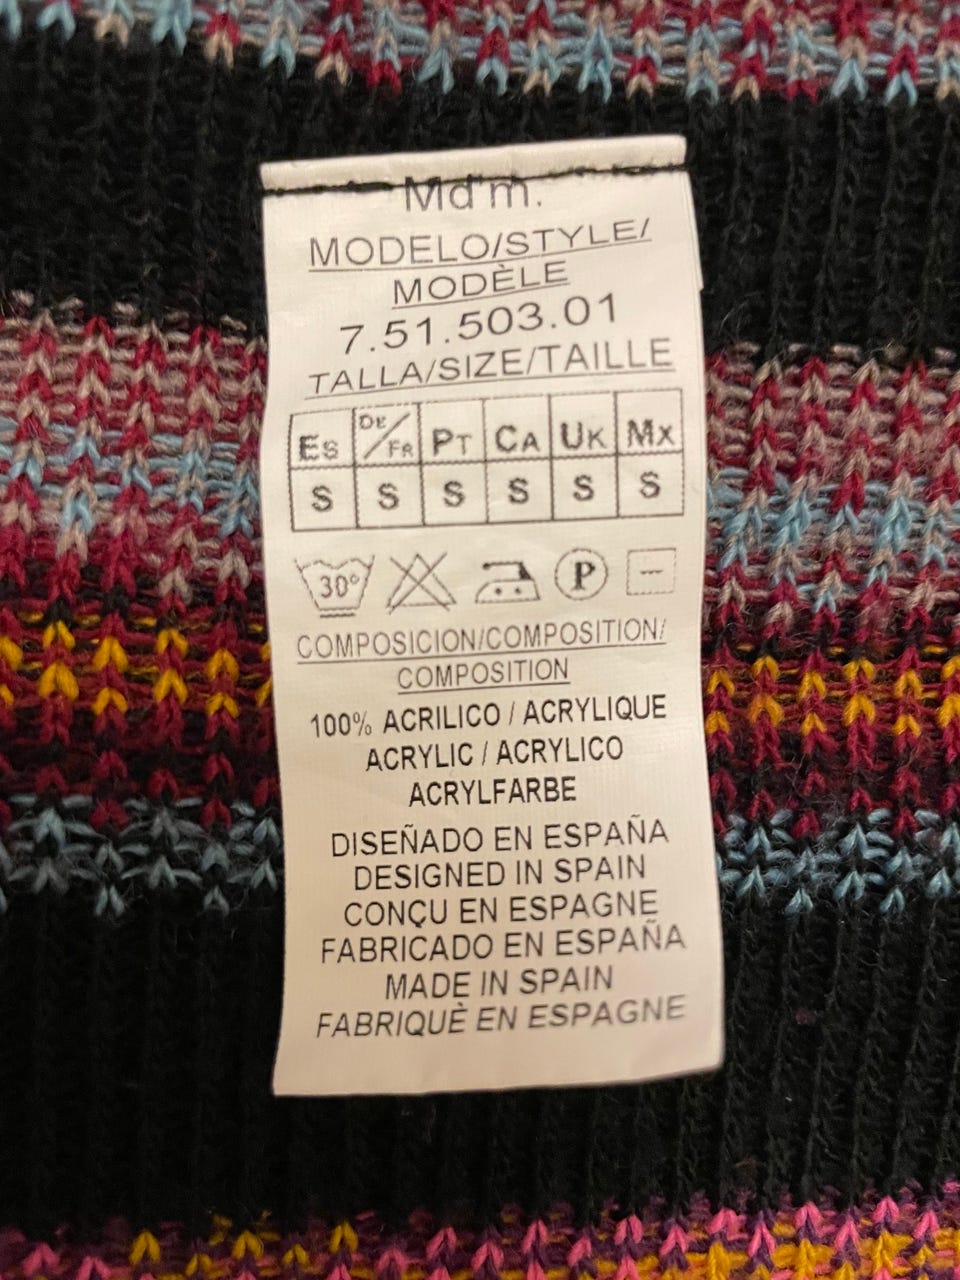 Md'm.
MODELO/STYLE/
MODÈLE
7.51.503.01
TALLA/SIZE/TAILLE
ES DE/FR PT CA UK MX
S S S S S S
30° P
COMPOSICION/COMPOSITION/
COMPOSITION
100% ACRILICO / ACRYLIQUE
ACRYLIC / ACRYLICO
ACRYLFARBE
DISEÑADO EN ESPAÑA
DESIGNED IN SPAIN
CONÇU EN ESPAGNE
FABRICADO EN ESPAÑA
MADE IN SPAIN
FABRIQUÈ EN ESPAGNE